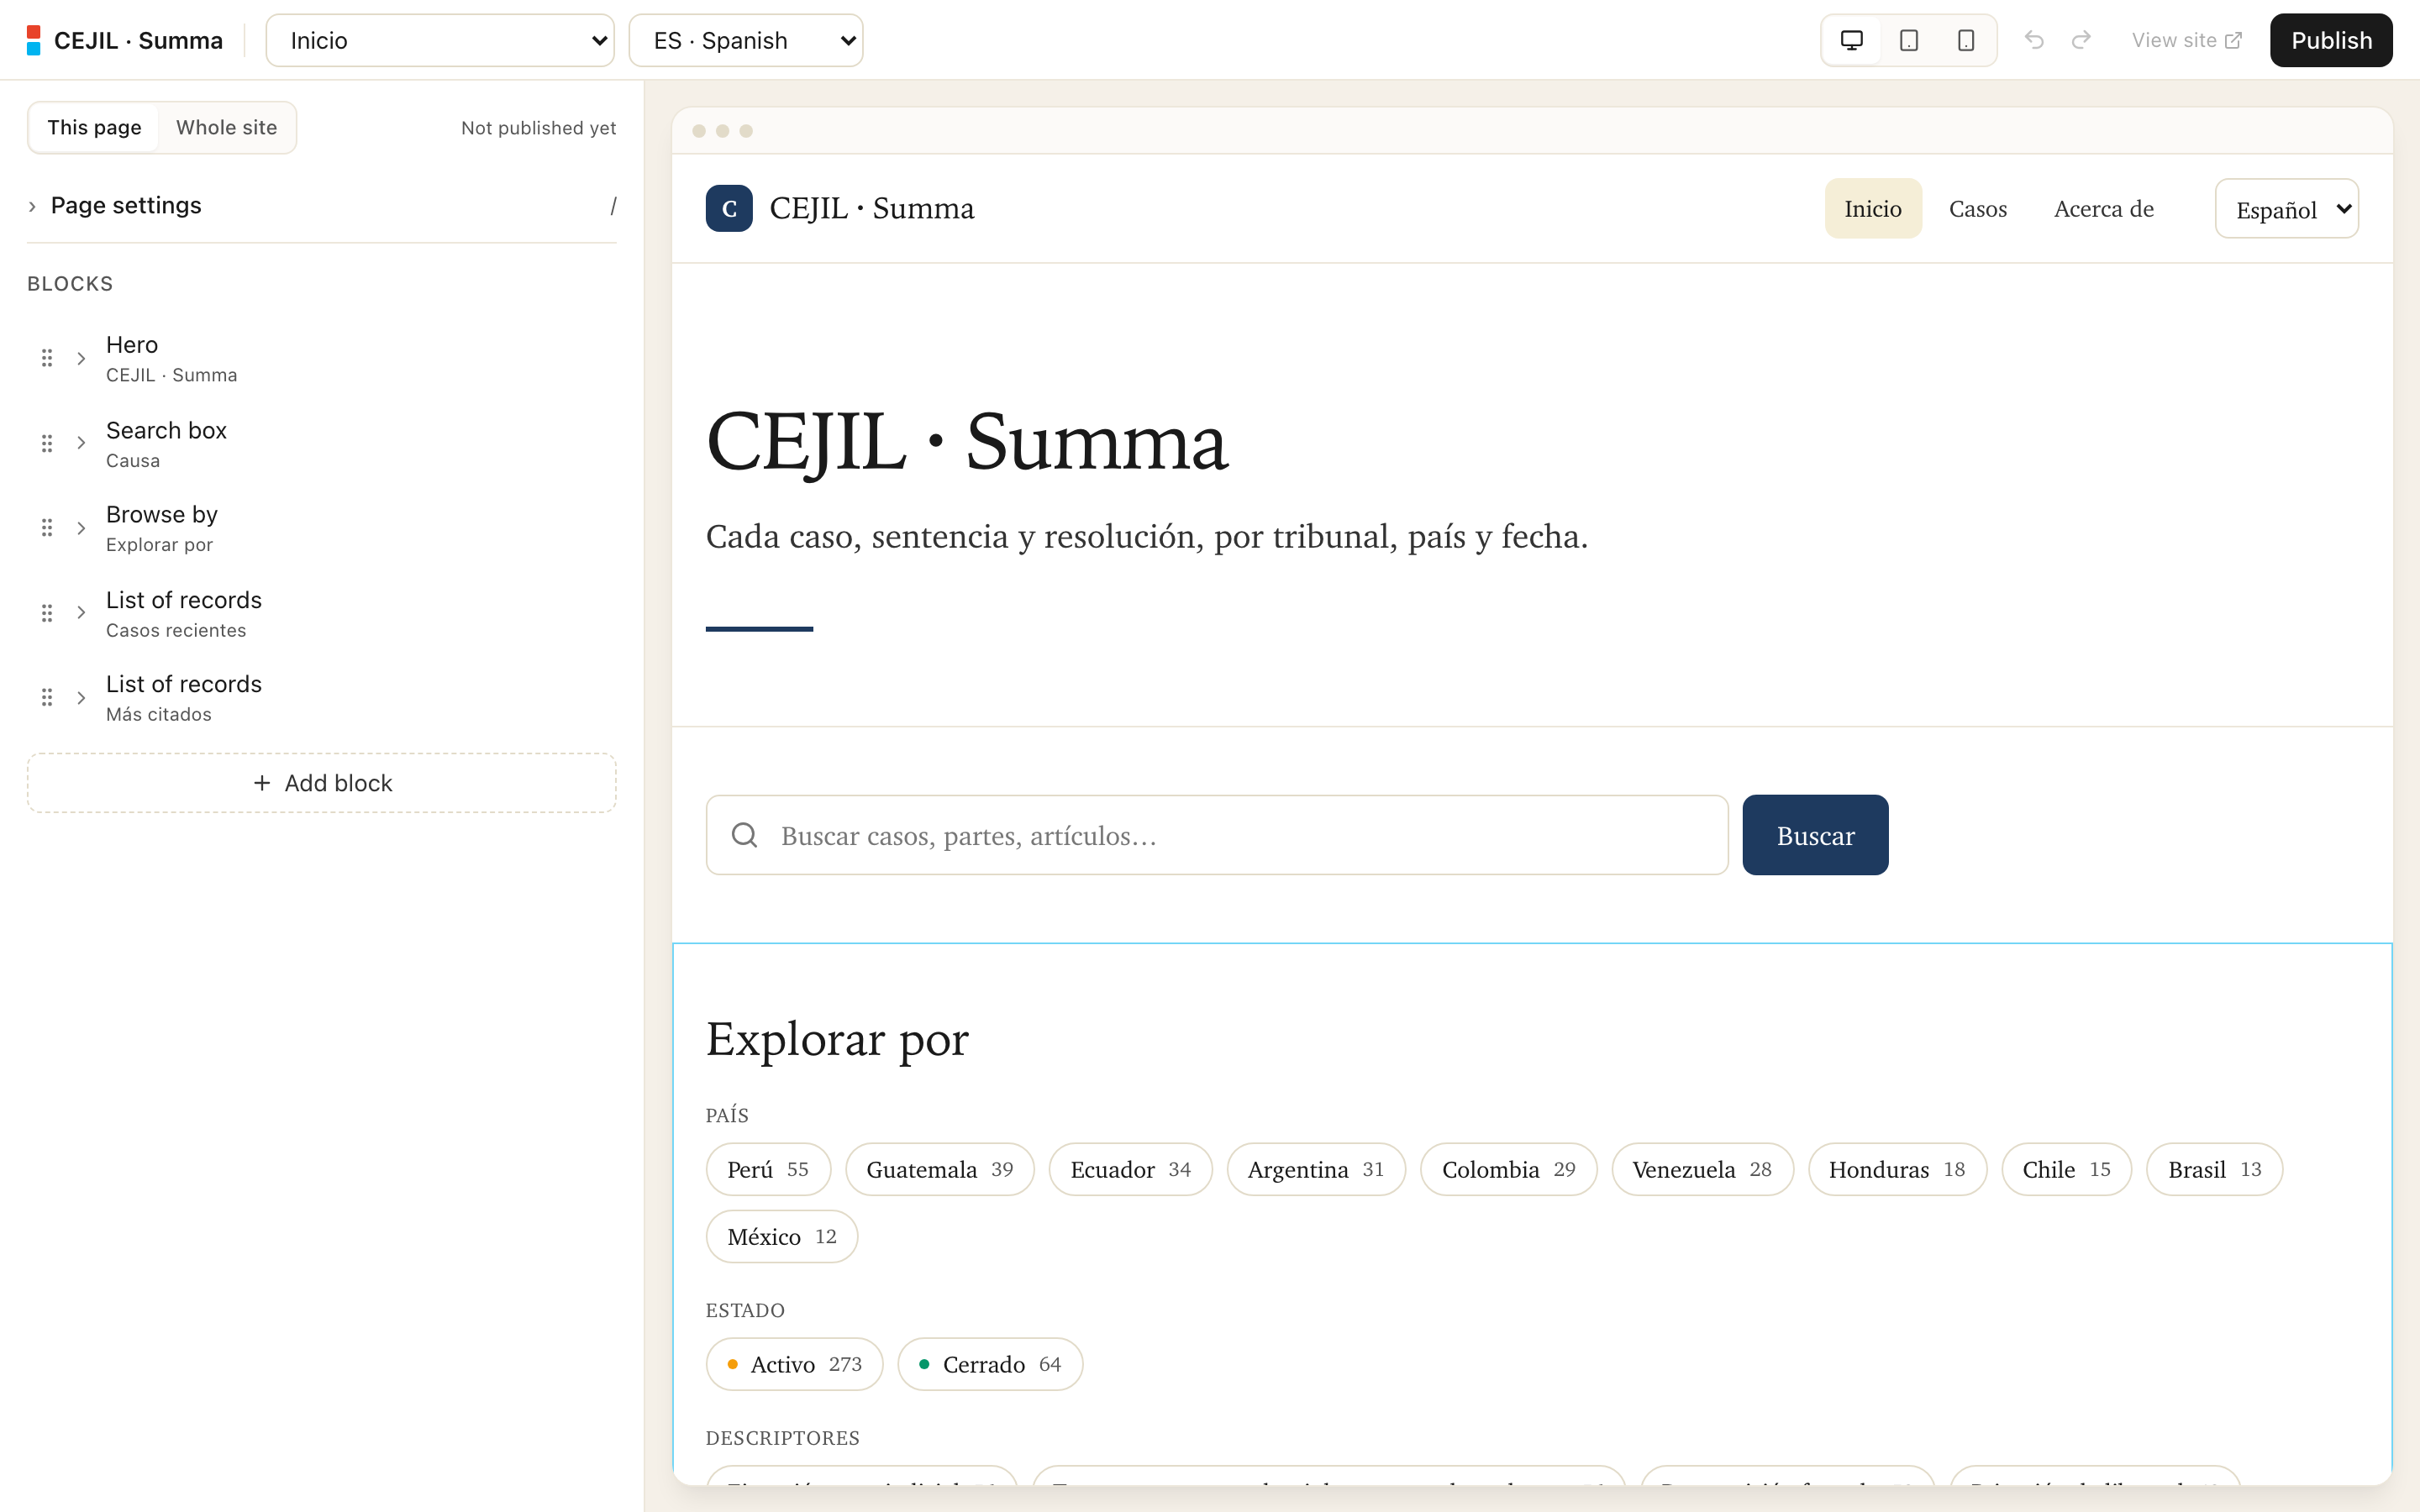 CEJIL · Summa
Inicio
ES · Spanish
View site
Publish
This page
Whole site
Not published yet
Page settings
/
BLOCKS
Hero
CEJIL · Summa
Search box
Causa
Browse by
Explorar por
List of records
Casos recientes
List of records
Más citados
+ Add block
C
CEJIL · Summa
Inicio
Casos
Acerca de
Español
CEJIL · Summa
Cada caso, sentencia y resolución, por tribunal, país y fecha.
Buscar casos, partes, artículos…
Buscar
Explorar por
PAÍS
Perú 55
Guatemala 39
Ecuador 34
Argentina 31
Colombia 29
Venezuela 28
Honduras 18
Chile 15
Brasil 13
México 12
ESTADO
Activo 273
Cerrado 64
DESCRIPTORES